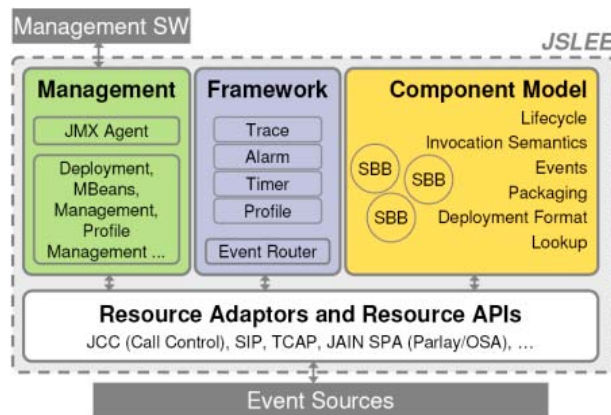 Management SW
JSLEE
Management
JMX Agent
Deployment,
MBeans,
Management,
Profile
Management ...
Framework
Trace
Alarm
Timer
Profile
Event Router
Component Model
Lifecycle
Invocation Semantics
Events
Packaging
Deployment Format
Lookup
SBB
SBB
SBB
Resource Adaptors and Resource APIs
JCC (Call Control), SIP, TCAP, JAIN SPA (Parlay/OSA), ...
Event Sources